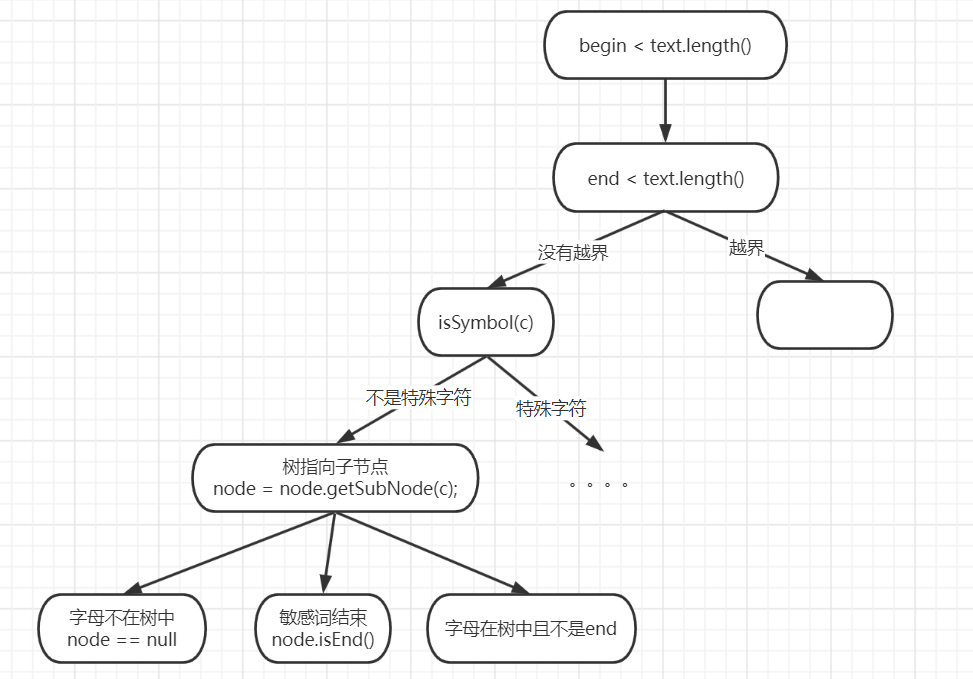 begin < text.length()
end < text.length()
没有越界
越界
isSymbol(c)
不是特殊字符
特殊字符
树指向子节点
node = node.getSubNode(c);
。。。。
字母不在树中
node == null
敏感词结束
node.isEnd()
字母在树中且不是end